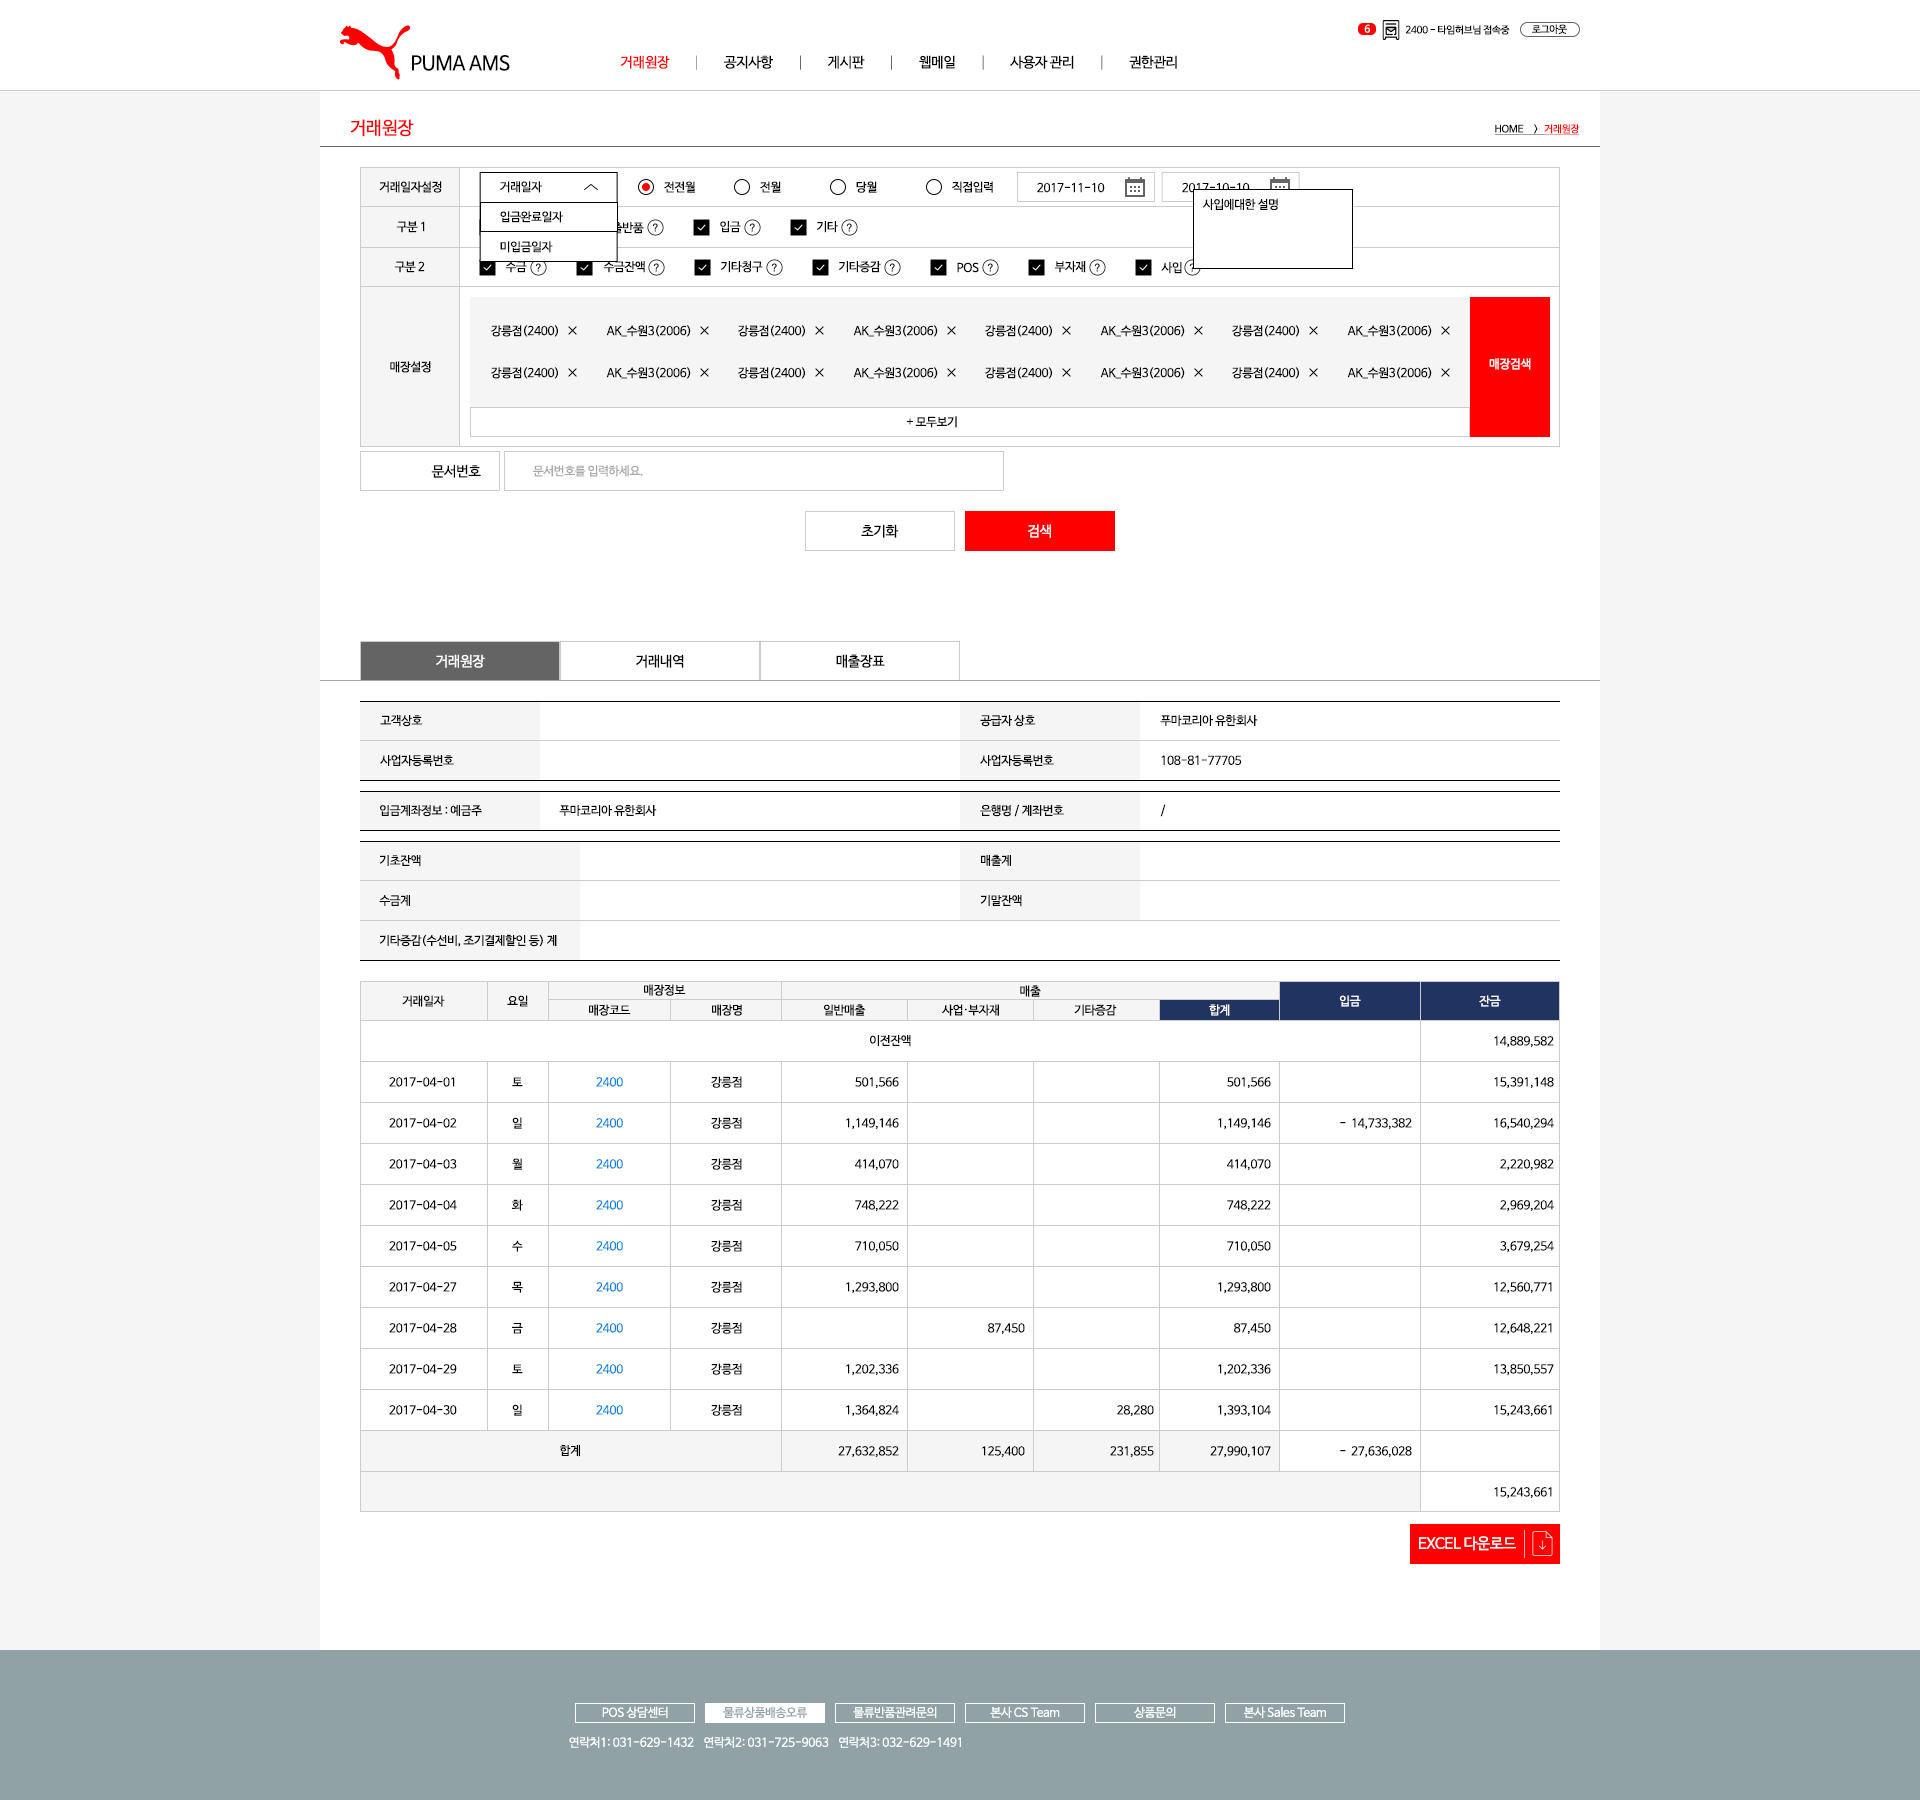 6 2400 - 타임허브님 접속중 로그아웃
PUMA AMS
거래원장 공지사항 게시판 웹메일 사용자 관리 권한관리
거래원장
HOME > 거래원장
거래일자설정 거래일자 전전월 전월 당월 직접입력 2017-11-10 2017-10-10
입금완료일자
미입금일자
사입에대한 설명
구분 1 출반품 ? 입금 ? 기타 ?
구분 2 수금 ? 수금잔액 ? 기타청구 ? 기타증감 ? POS ? 부자재 ? 사입 ?
매장설정
강릉점(2400) × AK_수원3(2006) × 강릉점(2400) × AK_수원3(2006) × 강릉점(2400) × AK_수원3(2006) × 강릉점(2400) × AK_수원3(2006) ×
강릉점(2400) × AK_수원3(2006) × 강릉점(2400) × AK_수원3(2006) × 강릉점(2400) × AK_수원3(2006) × 강릉점(2400) × AK_수원3(2006) ×
매장검색
+ 모두보기
문서번호 문서번호를 입력하세요.
초기화 검색
거래원장 거래내역 매출장표
고객상호 공급자 상호 푸마코리아 유한회사
사업자등록번호 사업자등록번호 108-81-77705
입금계좌정보 : 예금주 푸마코리아 유한회사 은행명 / 계좌번호 /
기초잔액 매출계
수금계 기말잔액
기타증감(수선비, 조기결제할인 등) 계
거래일자 요일 매장정보 매출 입금 잔금
매장코드 매장명 일반매출 사업·부자재 기타증감 합계
이전잔액 14,889,582
2017-04-01 토 2400 강릉점 501,566 501,566 15,391,148
2017-04-02 일 2400 강릉점 1,149,146 1,149,146 - 14,733,382 16,540,294
2017-04-03 월 2400 강릉점 414,070 414,070 2,220,982
2017-04-04 화 2400 강릉점 748,222 748,222 2,969,204
2017-04-05 수 2400 강릉점 710,050 710,050 3,679,254
2017-04-27 목 2400 강릉점 1,293,800 1,293,800 12,560,771
2017-04-28 금 2400 강릉점 87,450 87,450 12,648,221
2017-04-29 토 2400 강릉점 1,202,336 1,202,336 13,850,557
2017-04-30 일 2400 강릉점 1,364,824 28,280 1,393,104 15,243,661
합계 27,632,852 125,400 231,855 27,990,107 - 27,636,028
15,243,661
EXCEL 다운로드
POS 상담센터 물류상품배송오류 물류반품관려문의 본사 CS Team 상품문의 본사 Sales Team
연락처1: 031-629-1432 연락처2: 031-725-9063 연락처3: 032-629-1491